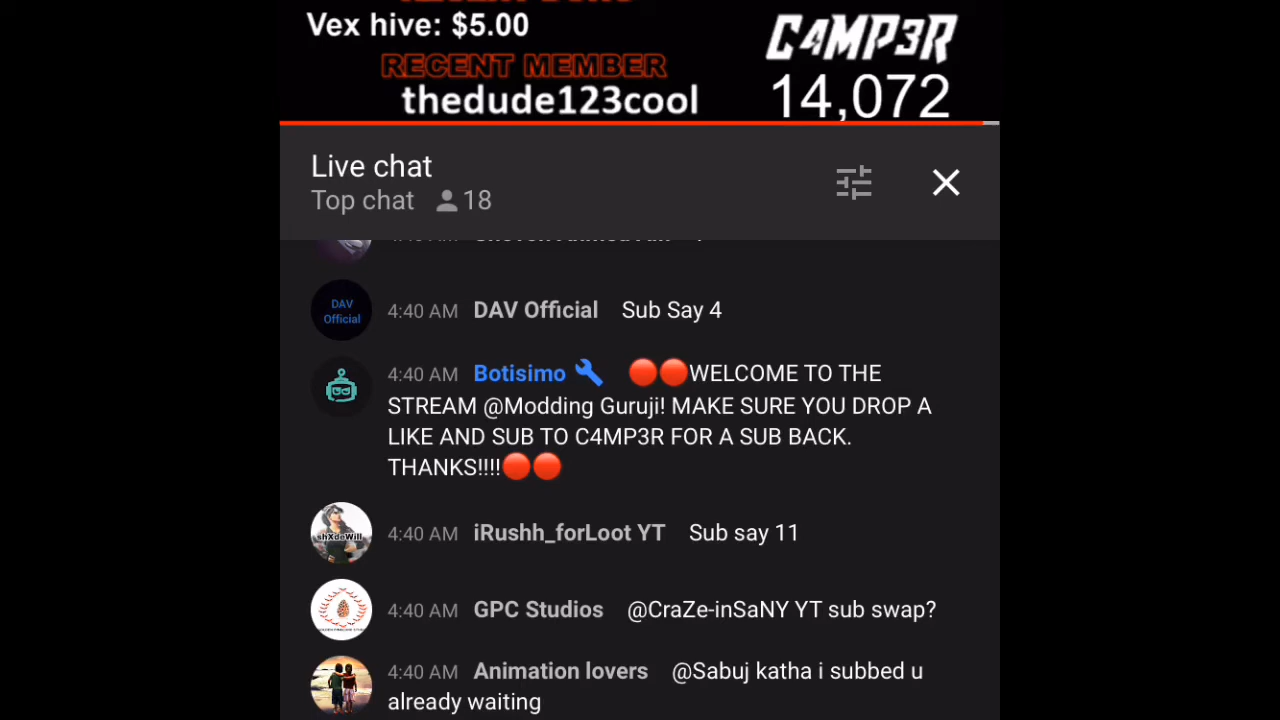 Vex hive: $5.00
RECENT MEMBER
thedude123cool
C4MP3R
14,072
Live chat
Top chat 18
DAV Official
4:40 AM DAV Official Sub Say 4
4:40 AM Botisimo 🔧 🔴🔴WELCOME TO THE
STREAM @Modding Guruji! MAKE SURE YOU DROP A
LIKE AND SUB TO C4MP3R FOR A SUB BACK.
THANKS!!!!🔴🔴
shXdoWill
4:40 AM iRushh_forLoot YT Sub say 11
4:40 AM GPC Studios @CraZe-inSaNY YT sub swap?
4:40 AM Animation lovers @Sabuj katha i subbed u
already waiting